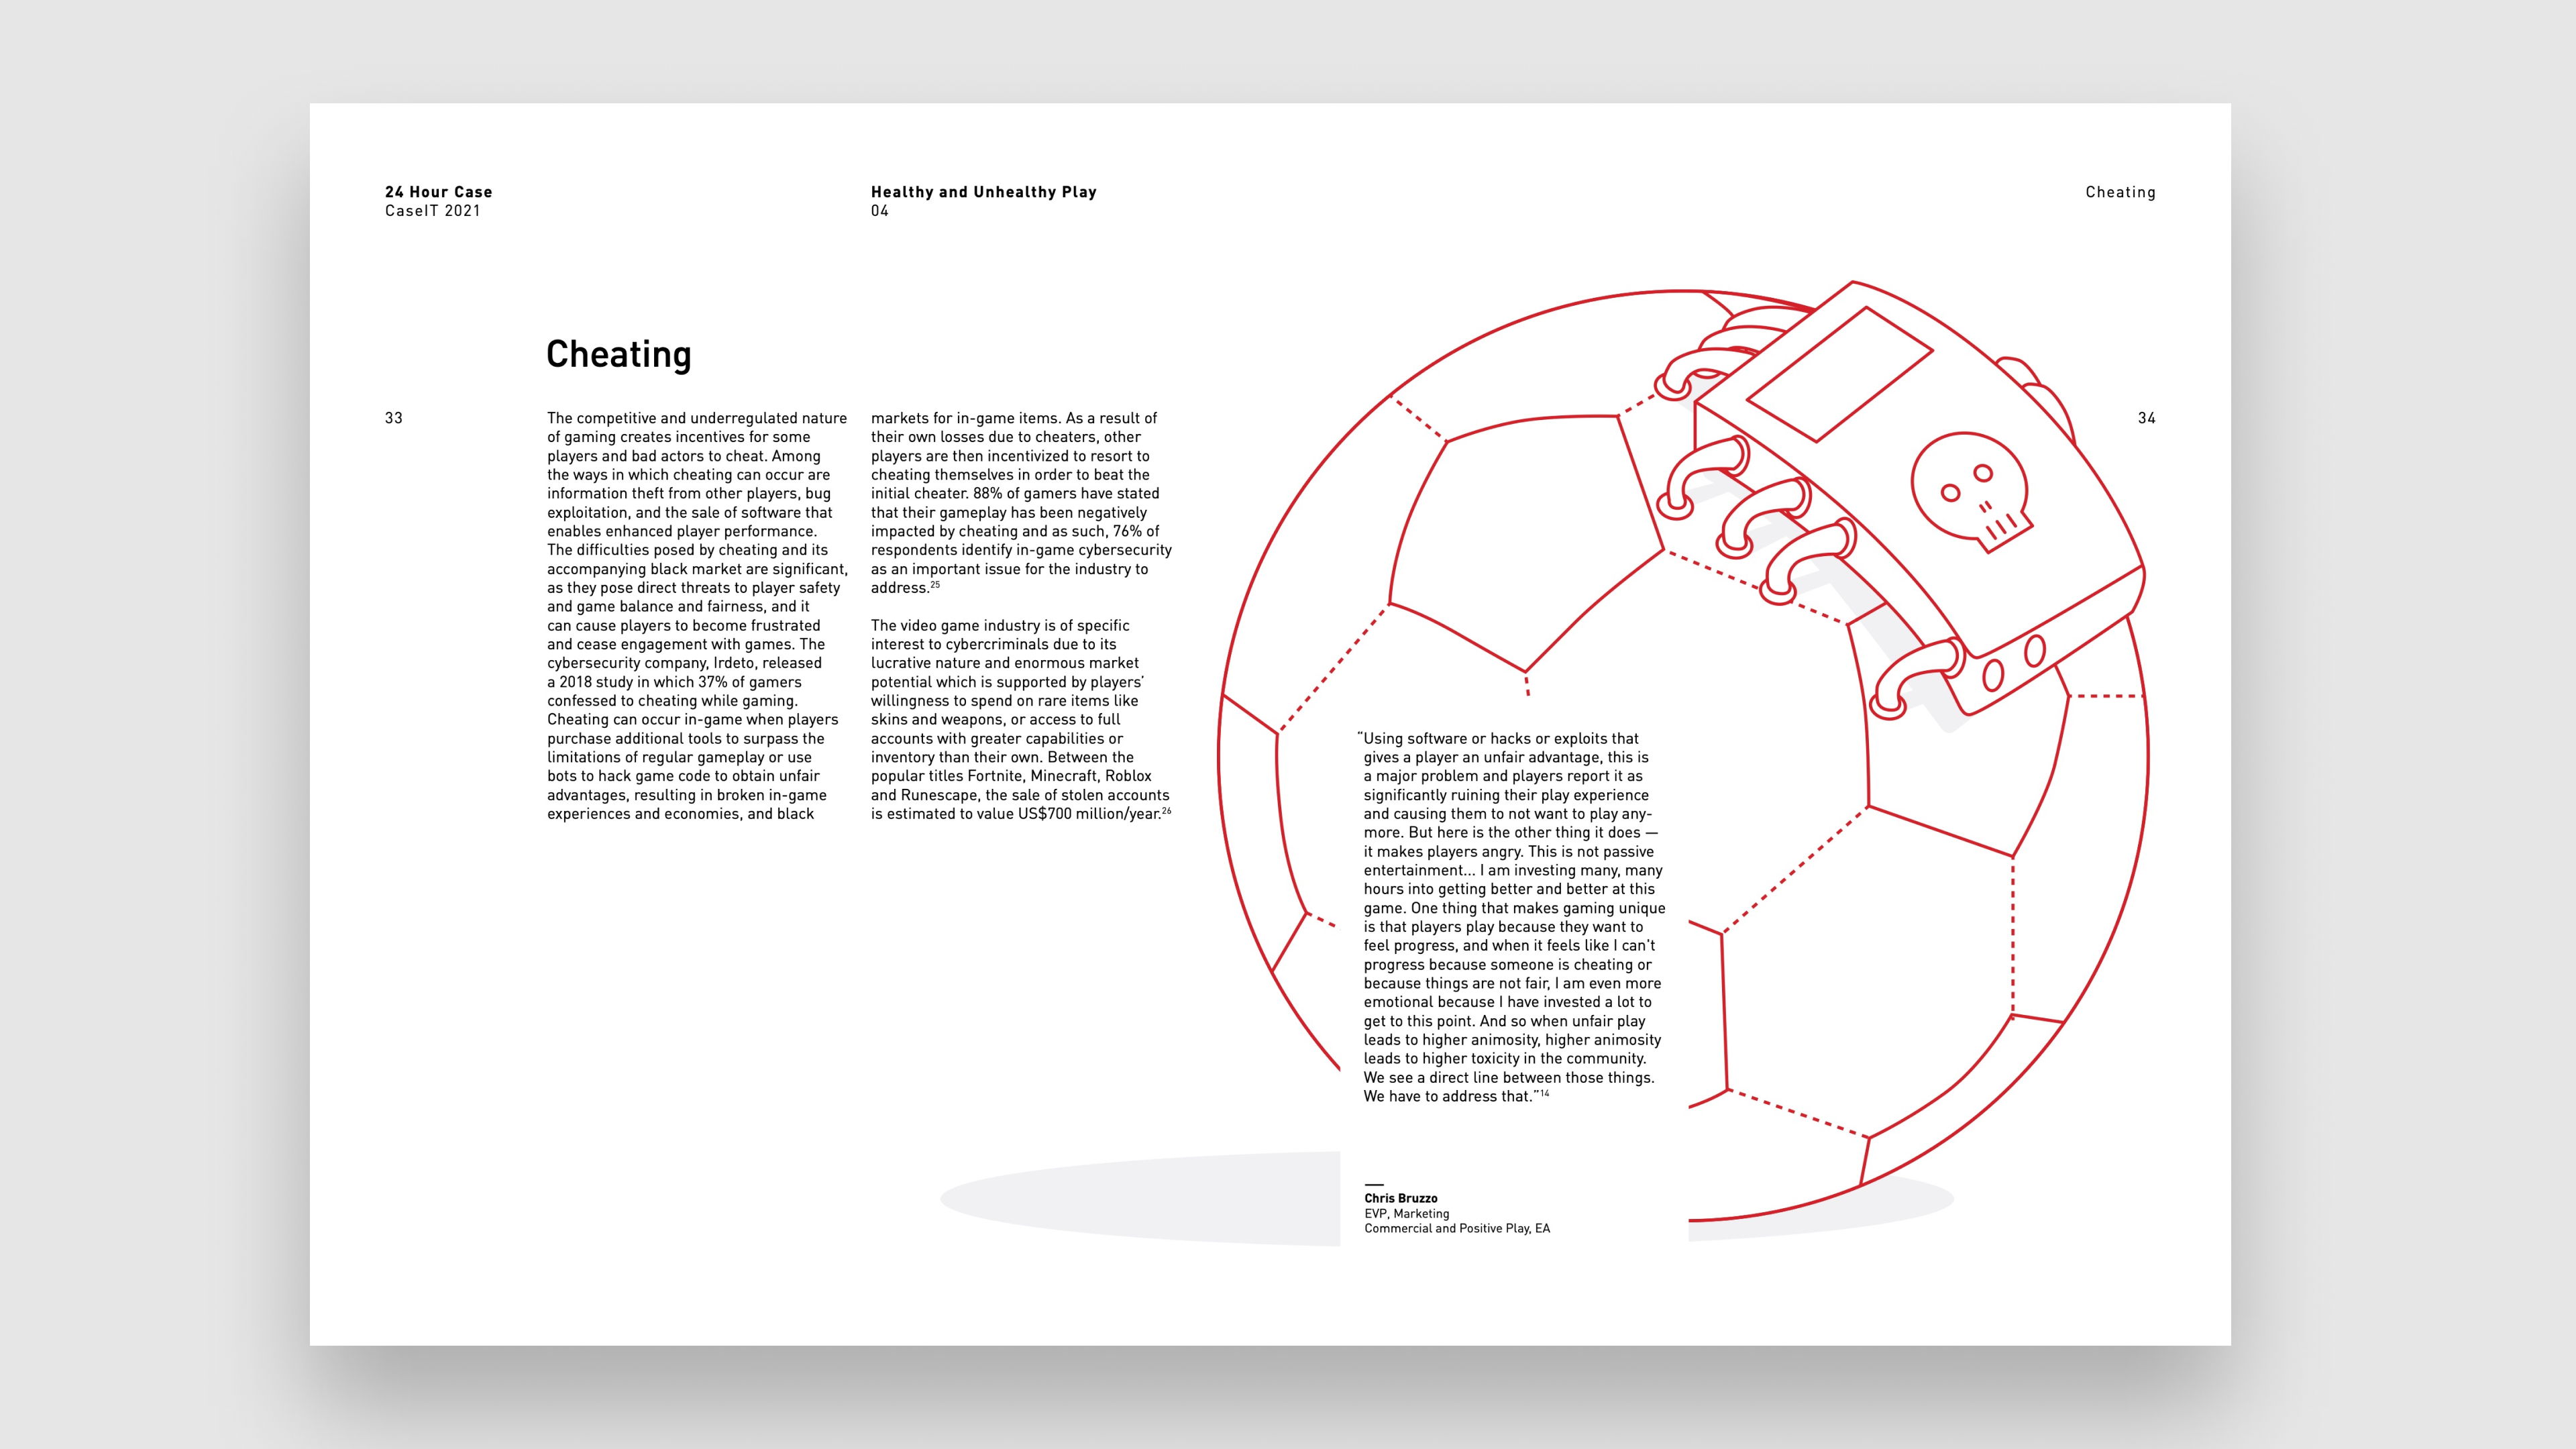 24 Hour Case
CaseIT 2021
Healthy and Unhealthy Play
04
Cheating
Cheating
33
The competitive and underregulated nature
of gaming creates incentives for some
players and bad actors to cheat. Among
the ways in which cheating can occur are
information theft from other players, bug
exploitation, and the sale of software that
enables enhanced player performance.
The difficulties posed by cheating and its
accompanying black market are significant,
as they pose direct threats to player safety
and game balance and fairness, and it
can cause players to become frustrated
and cease engagement with games. The
cybersecurity company, Irdeto, released
a 2018 study in which 37% of gamers
confessed to cheating while gaming.
Cheating can occur in-game when players
purchase additional tools to surpass the
limitations of regular gameplay or use
bots to hack game code to obtain unfair
advantages, resulting in broken in-game
experiences and economies, and black
markets for in-game items. As a result of
their own losses due to cheaters, other
players are then incentivized to resort to
cheating themselves in order to beat the
initial cheater. 88% of gamers have stated
that their gameplay has been negatively
impacted by cheating and as such, 76% of
respondents identify in-game cybersecurity
as an important issue for the industry to
address.25
The video game industry is of specific
interest to cybercriminals due to its
lucrative nature and enormous market
potential which is supported by players’
willingness to spend on rare items like
skins and weapons, or access to full
accounts with greater capabilities or
inventory than their own. Between the
popular titles Fortnite, Minecraft, Roblox
and Runescape, the sale of stolen accounts
is estimated to value US$700 million/year.26
34
“Using software or hacks or exploits that
gives a player an unfair advantage, this is
a major problem and players report it as
significantly ruining their play experience
and causing them to not want to play any-
more. But here is the other thing it does —
it makes players angry. This is not passive
entertainment... I am investing many, many
hours into getting better and better at this
game. One thing that makes gaming unique
is that players play because they want to
feel progress, and when it feels like I can't
progress because someone is cheating or
because things are not fair, I am even more
emotional because I have invested a lot to
get to this point. And so when unfair play
leads to higher animosity, higher animosity
leads to higher toxicity in the community.
We see a direct line between those things.
We have to address that.”14
Chris Bruzzo
EVP, Marketing
Commercial and Positive Play, EA